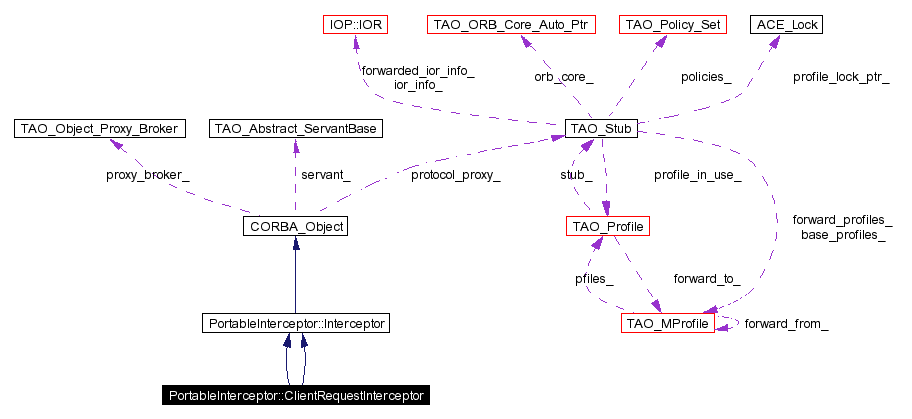 IOP::IOR
TAO_ORB_Core_Auto_Ptr
TAO_Policy_Set
ACE_Lock
forwarded_ior_info_
ior_info_
orb_core_
policies_
profile_lock_ptr_
TAO_Object_Proxy_Broker
TAO_Abstract_ServantBase
TAO_Stub
proxy_broker_
servant_
protocol_proxy_
stub_
profile_in_use_
CORBA_Object
TAO_Profile
forward_profiles_
base_profiles_
pfiles_
forward_to_
PortableInterceptor::Interceptor
TAO_MProfile
forward_from_
PortableInterceptor::ClientRequestInterceptor